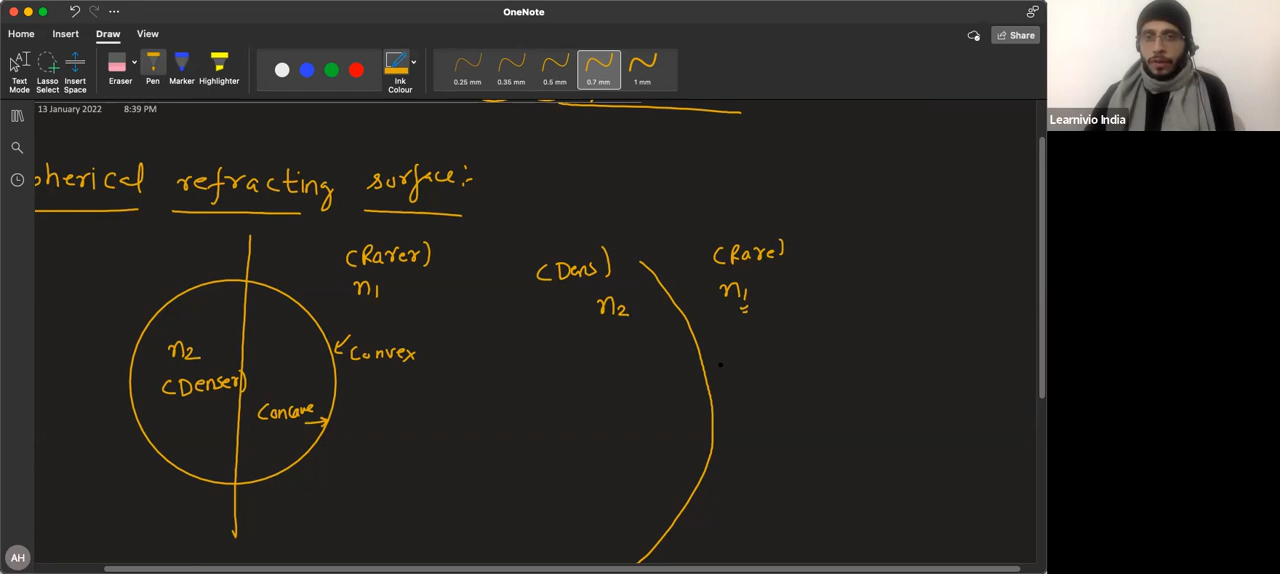 OneNote
Home Insert Draw View
Share
Text Mode
Lasso Select
Insert Space
Eraser
Pen
Marker
Highlighter
Ink Colour
0.25 mm
0.35 mm
0.5 mm
0.7 mm
1 mm
Learnivio India
13 January 2022 8:39 PM
pherical refracting surface:-
(Rarer)
n1
n2
(Denser)
Convex
Concave
(Dens)
n2
(Rare)
n1
AH